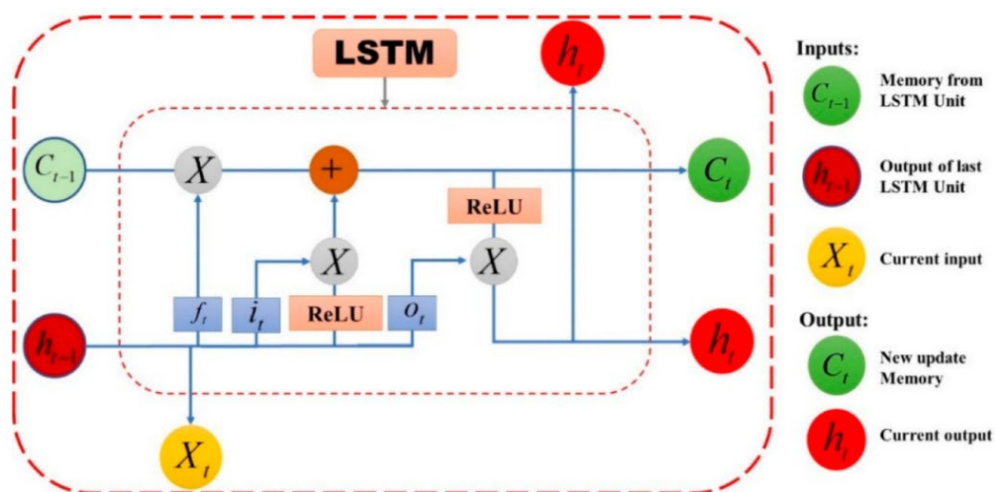 LSTM
h_t
C_{t-1}
X
+
C_t
ReLU
X
X
f_t
i_t
ReLU
o_t
h_{t-1}
h_t
X_t
Inputs:
C_{t-1}
Memory from
LSTM Unit
h_{t-1}
Output of last
LSTM Unit
X_t
Current input
Output:
C_t
New update
Memory
h_t
Current output